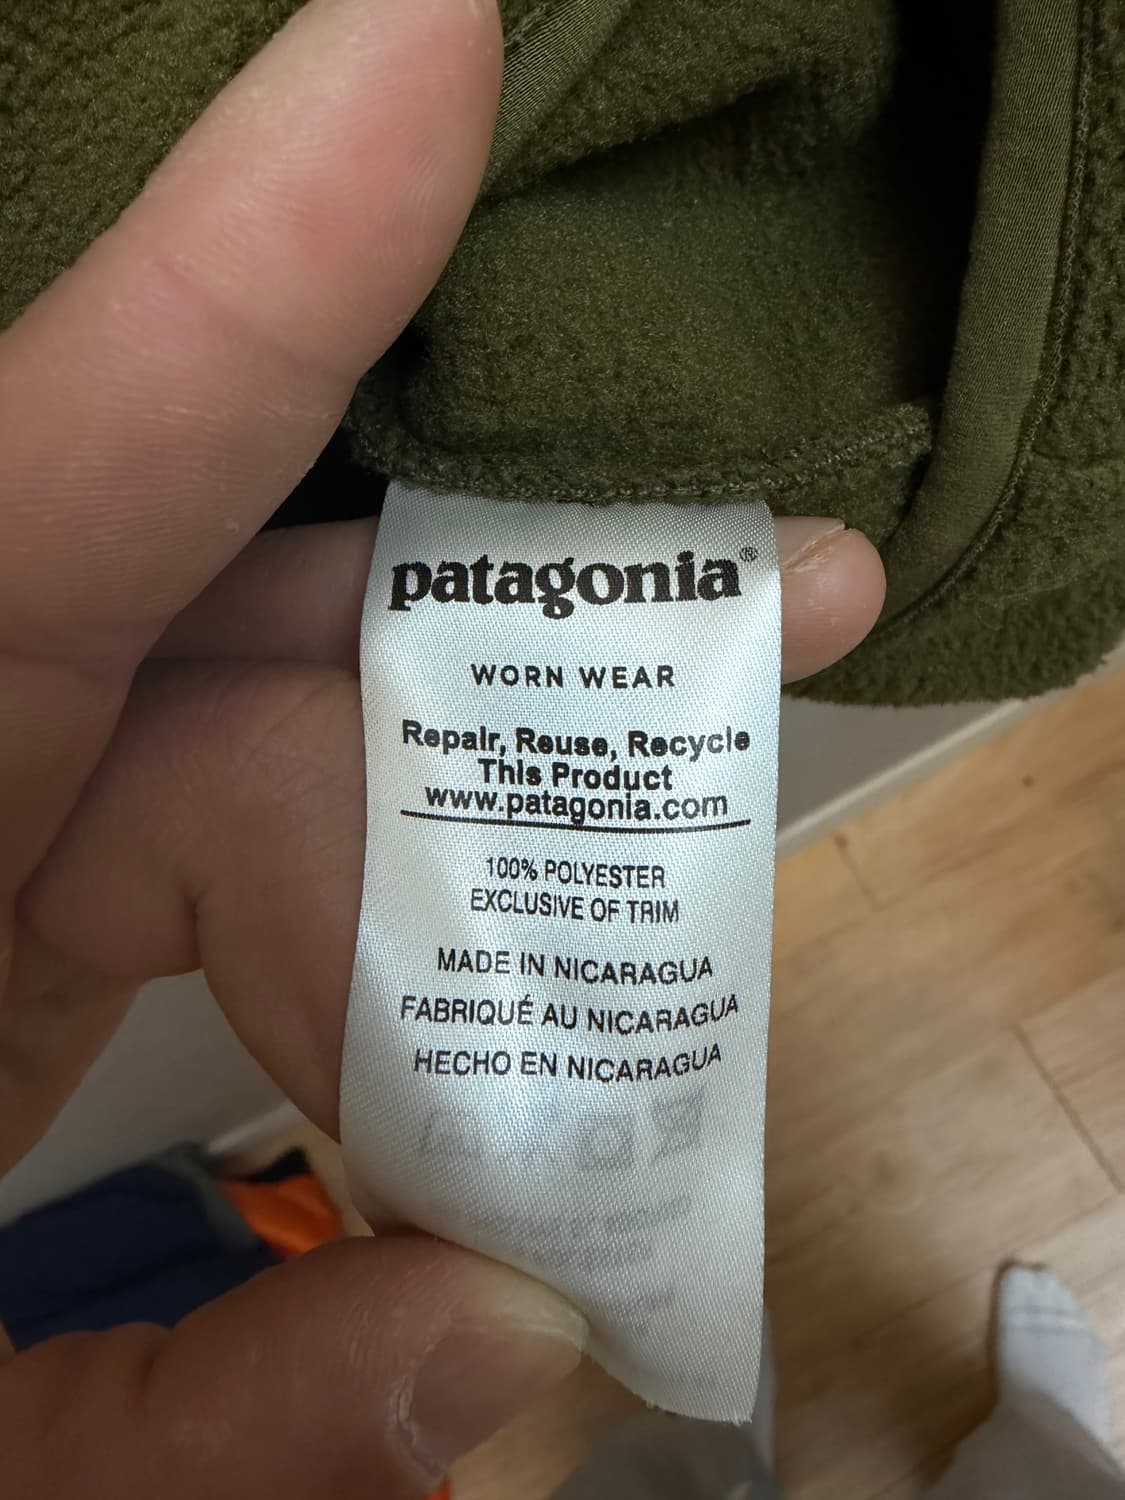 patagonia®
WORN WEAR
Repair, Reuse, Recycle
This Product
www.patagonia.com
100% POLYESTER
EXCLUSIVE OF TRIM
MADE IN NICARAGUA
FABRIQUÉ AU NICARAGUA
HECHO EN NICARAGUA